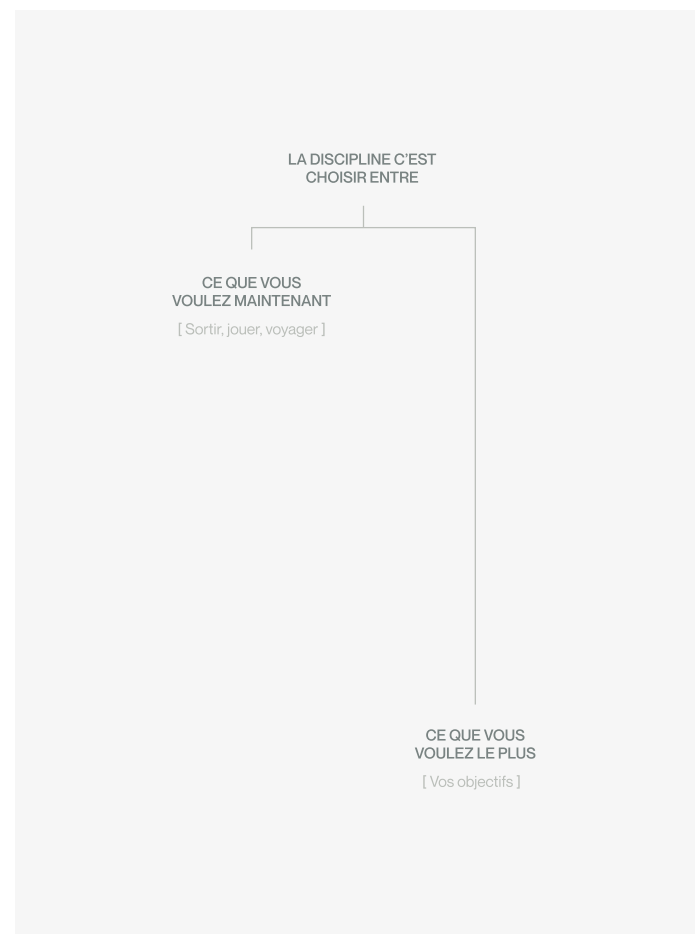 LA DISCIPLINE C’EST
CHOISIR ENTRE
CE QUE VOUS
VOULEZ MAINTENANT
[ Sortir, jouer, voyager ]
CE QUE VOUS
VOULEZ LE PLUS
[ Vos objectifs ]